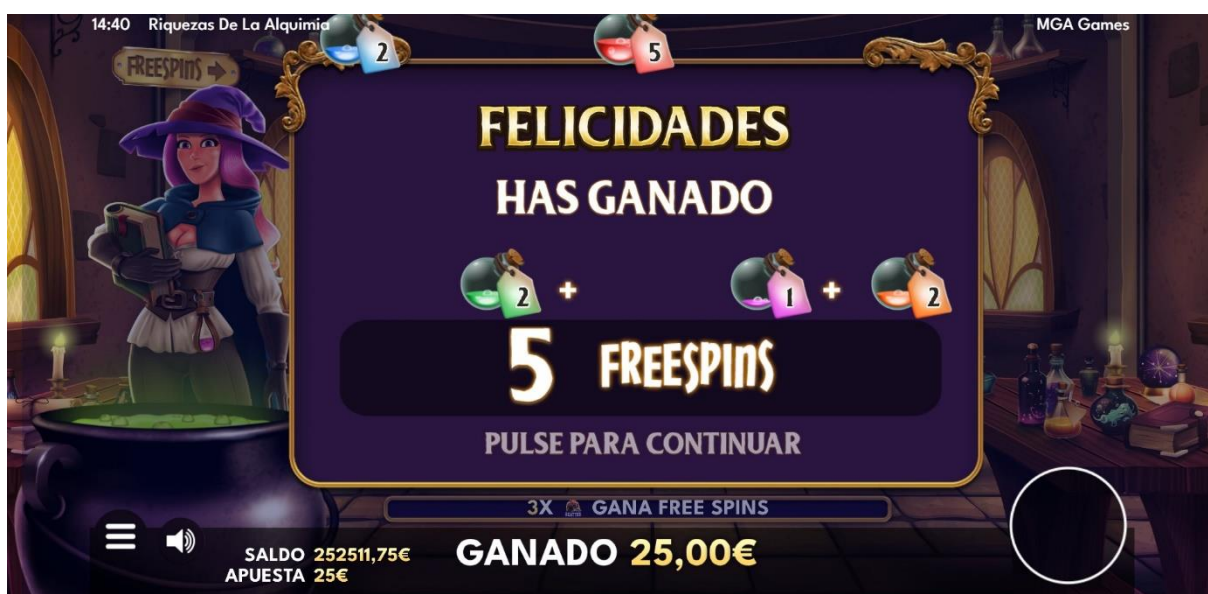 14:40 Riquezas De La Alquimia
MGA Games
2
5
FREESPINS
FELICIDADES
HAS GANADO
2 + 1 + 2
5 FREESPINS
PULSE PARA CONTINUAR
3X GANA FREE SPINS
SALDO 252511,75€
APUESTA 25€
GANADO 25,00€